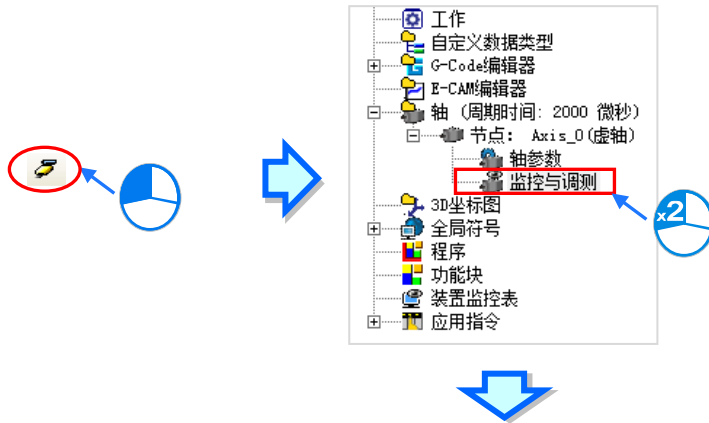 工作
自定义数据类型
G-Code编辑器
E-CAM编辑器
轴 (周期时间: 2000 微秒)
节点: Axis_0(虚轴)
轴参数
监控与调测
x2
3D坐标图
全局符号
程序
功能块
装置监控表
应用指令